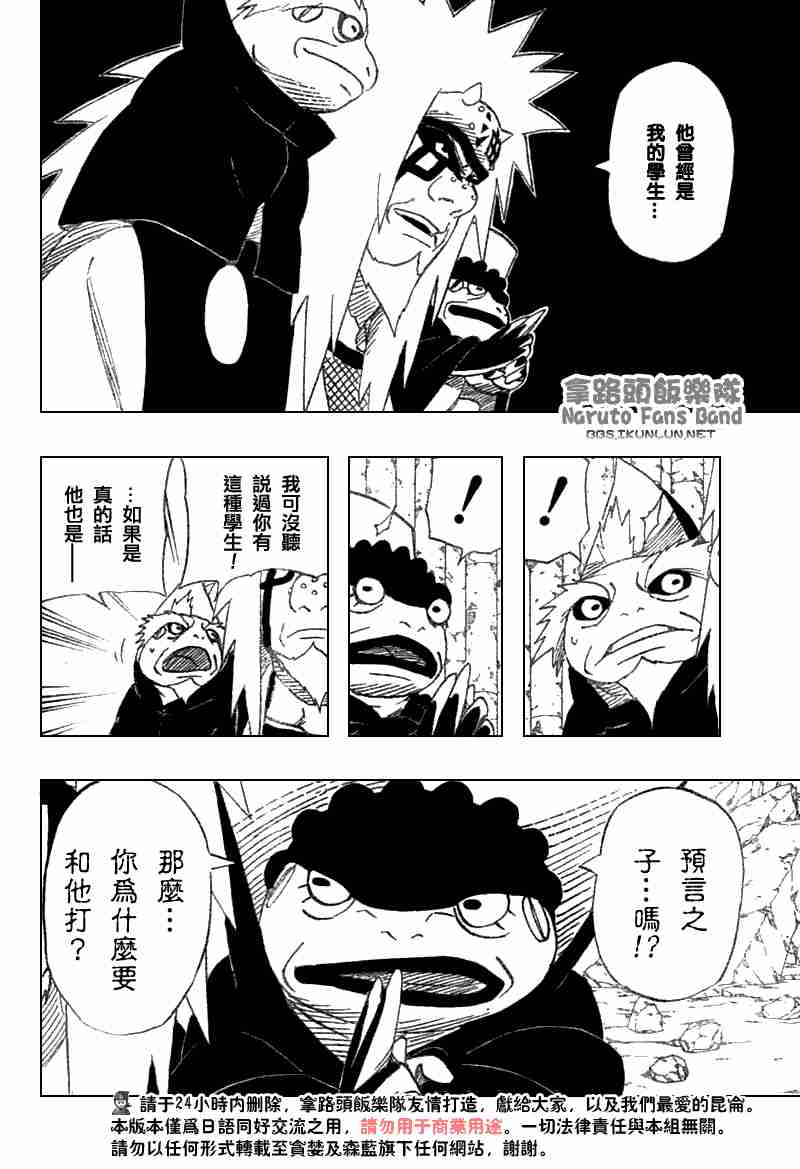 他曾經是
我的學生…
拿路頭飯樂隊
Naruto Fans Band
BBS.IKUNLUN.NET
!
!
我可沒聽
說過你有
這種學生!
…如果是
真的話
他也是──
預言之
子…嗎!?
那麼…
你爲什麼要
和他打?
請于24小時内刪除，拿路頭飯樂隊友情打造，獻給大家，以及我們最愛的昆侖。
本版本僅爲日語同好交流之用，請勿用于商業用途。一切法律責任與本組無關。
請勿以任何形式轉載至貪婪及森藍旗下任何網站，謝謝。